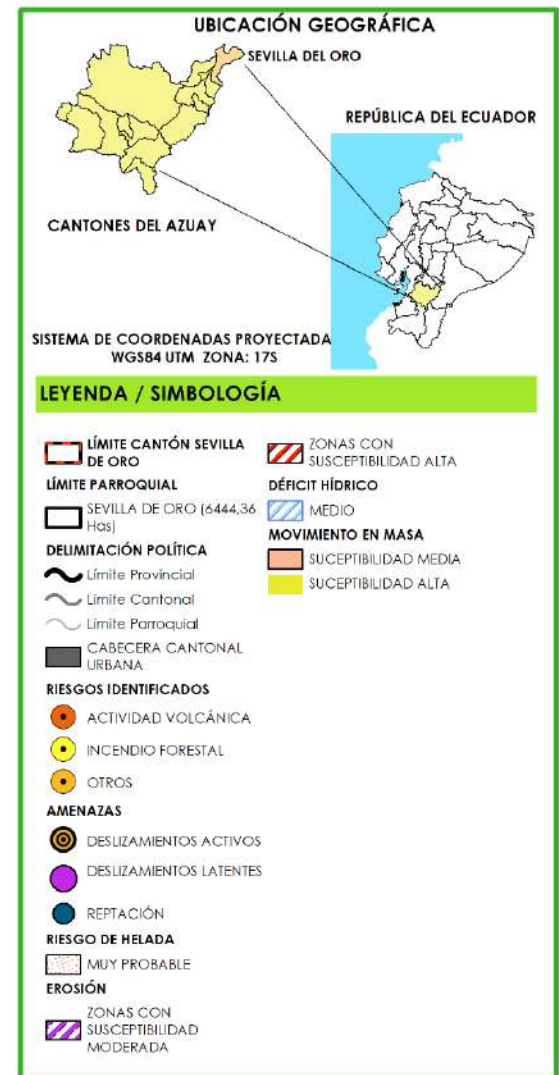 UBICACIÓN GEOGRÁFICA
SEVILLA DEL ORO
REPÚBLICA DEL ECUADOR
CANTONES DEL AZUAY
SISTEMA DE COORDENADAS PROYECTADA
WGS84 UTM ZONA: 17S
LEYENDA / SIMBOLOGÍA
LÍMITE CANTÓN SEVILLA
DE ORO
LÍMITE PARROQUIAL
SEVILLA DE ORO (6444,36
Has)
DELIMITACIÓN POLÍTICA
Límite Provincial
Límite Cantonal
Límite Parroquial
CABECERA CANTONAL
URBANA
RIESGOS IDENTIFICADOS
ACTIVIDAD VOLCÁNICA
INCENDIO FORESTAL
OTROS
AMENAZAS
DESLIZAMIENTOS ACTIVOS
DESLIZAMIENTOS LATENTES
REPTACIÓN
RIESGO DE HELADA
MUY PROBABLE
EROSIÓN
ZONAS CON
SUSCEPTIBILIDAD
MODERADA
ZONAS CON
SUSCEPTIBILIDAD ALTA
DÉFICIT HÍDRICO
MEDIO
MOVIMIENTO EN MASA
SUCEPTIBILIDAD MEDIA
SUCEPTIBILIDAD ALTA